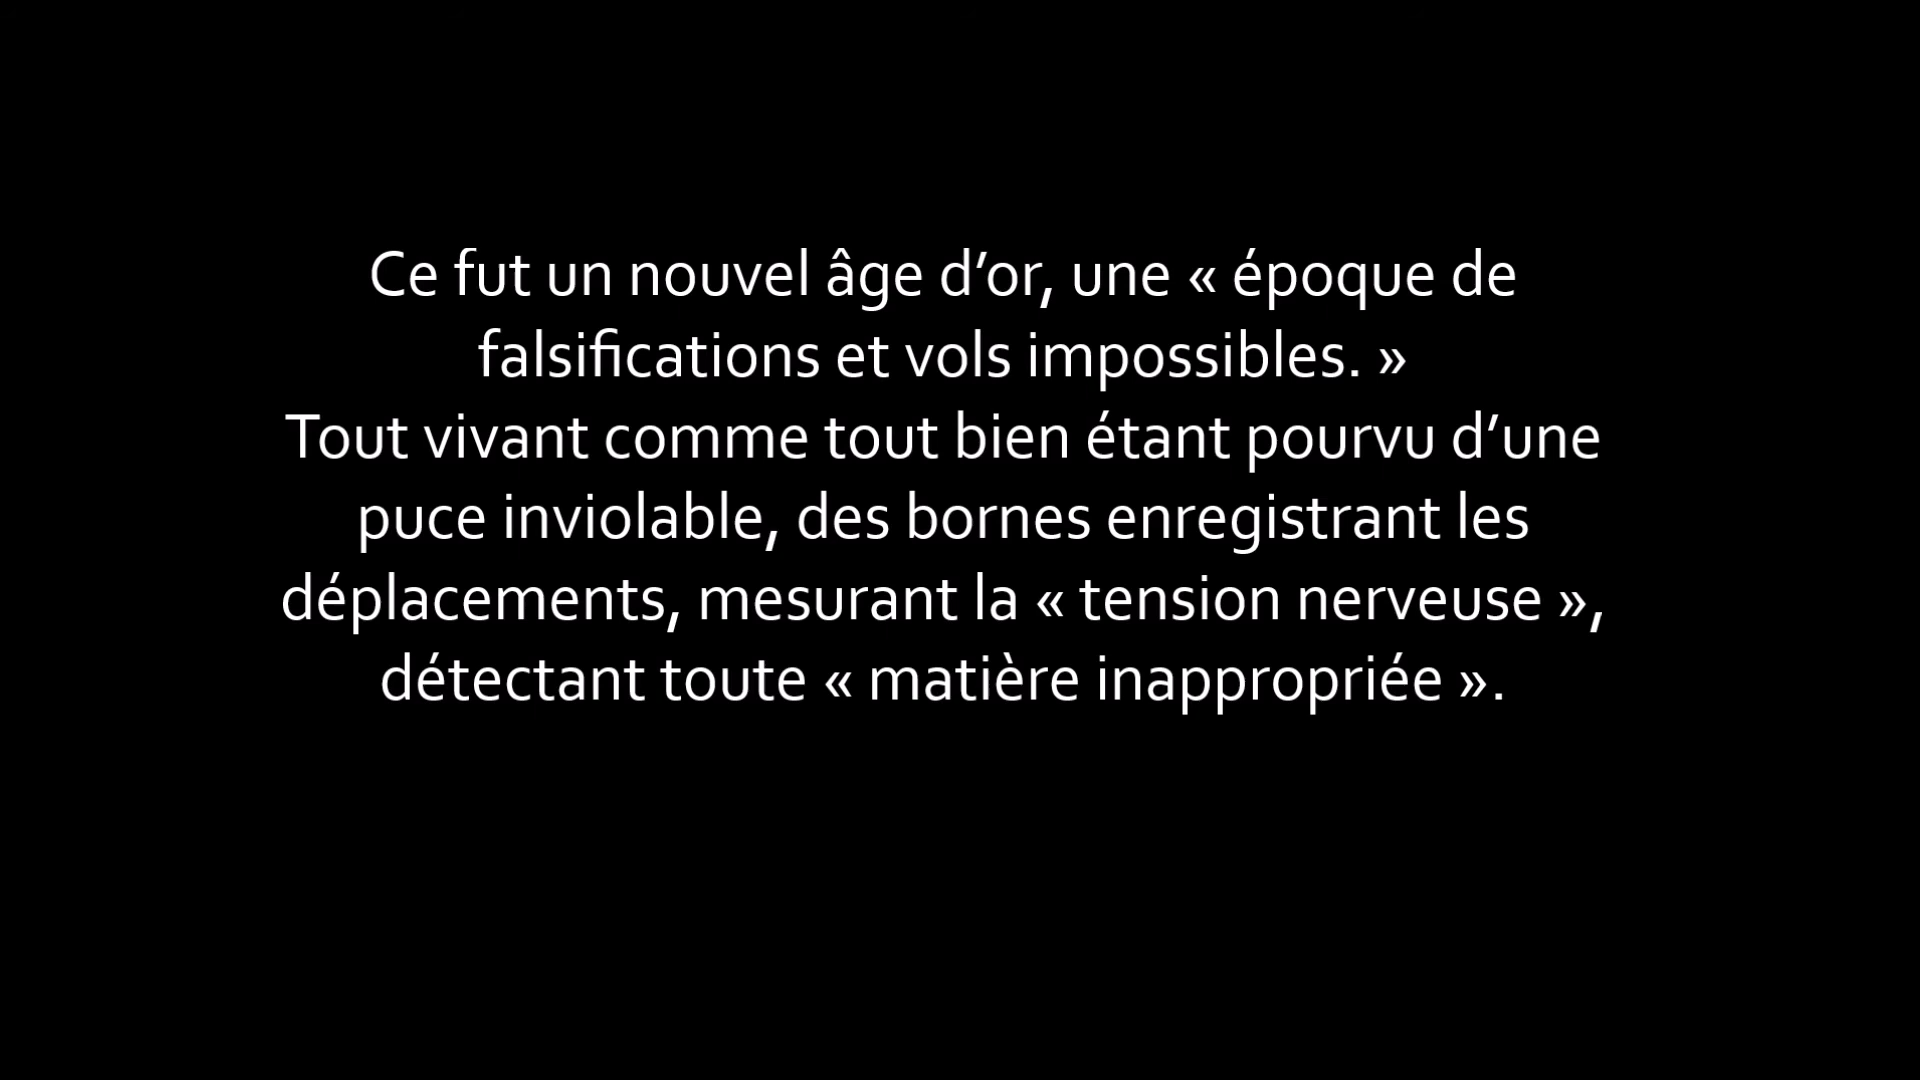 Ce fut un nouvel âge d’or, une « époque de
falsifications et vols impossibles. »
Tout vivant comme tout bien étant pourvu d’une
puce inviolable, des bornes enregistrant les
déplacements, mesurant la « tension nerveuse »,
détectant toute « matière inappropriée ».